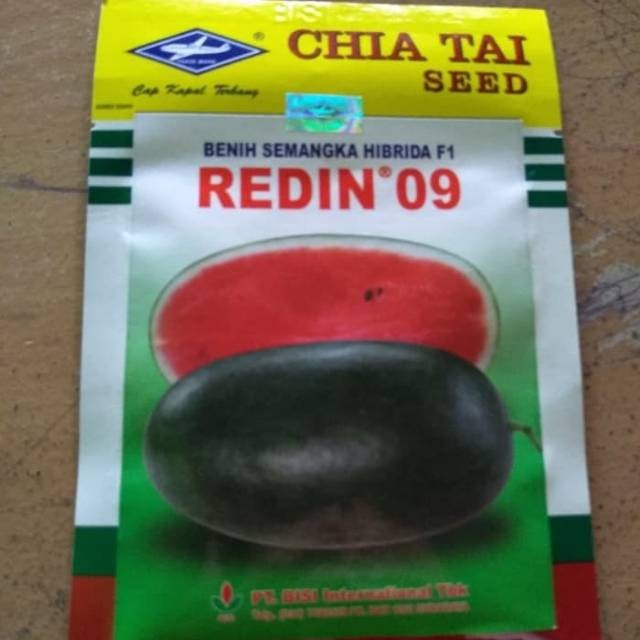 CHIA TAI
SEED
®
Cap Kapal Terbang
BENIH SEMANGKA HIBRIDA F1
REDIN® 09
PT. BISI International Tbk